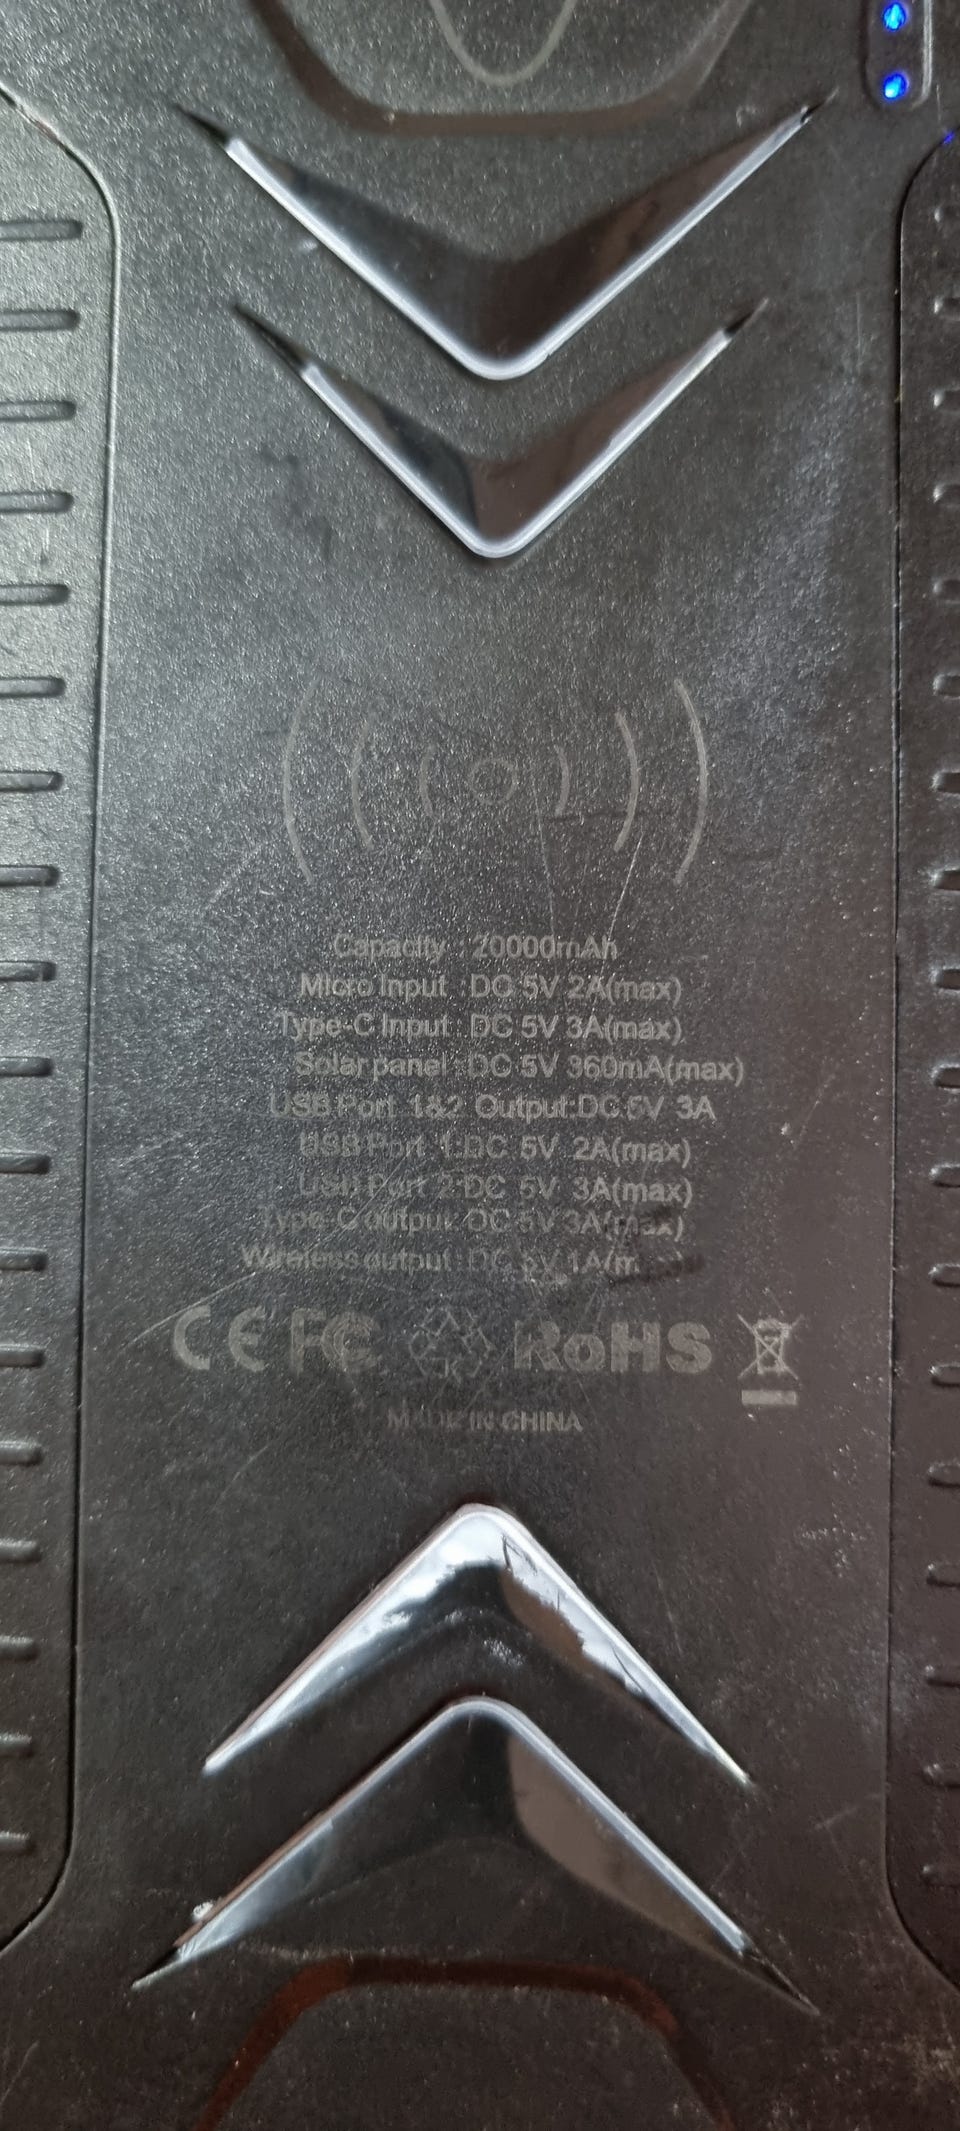 Capacity : 20000mAh
Micro Input : DC 5V 2A(max)
Type-C Input : DC 5V 3A(max)
Solar panel : DC 5V 360mA(max)
USB Port 1&2 Output:DC 5V 3A
USB Port 1:DC 5V 2A(max)
USB Port 2:DC 5V 3A(max)
Type-C output: DC 5V 3A(max)
Wireless output : DC 5V 1A(m
CE FC RoHS
MADE IN CHINA